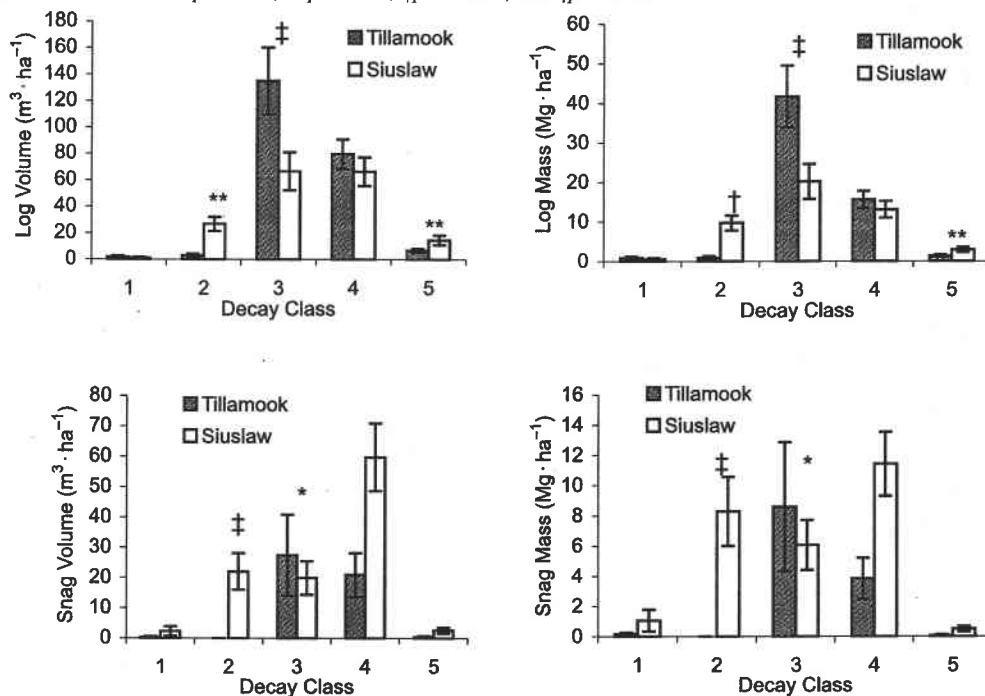 180
160
140
120
100
80
60
40
20
0
Log Volume (m³ · ha⁻¹)
Tillamook
Siuslaw
**
‡
**
1 2 3 4 5
Decay Class
60
50
40
30
20
10
0
Log Mass (Mg · ha⁻¹)
Tillamook
Siuslaw
†
‡
**
1 2 3 4 5
Decay Class
80
70
60
50
40
30
20
10
0
Snag Volume (m³ · ha⁻¹)
Tillamook
Siuslaw
‡
*
1 2 3 4 5
Decay Class
16
14
12
10
8
6
4
2
0
Snag Mass (Mg · ha⁻¹)
Tillamook
Siuslaw
‡
*
1 2 3 4 5
Decay Class